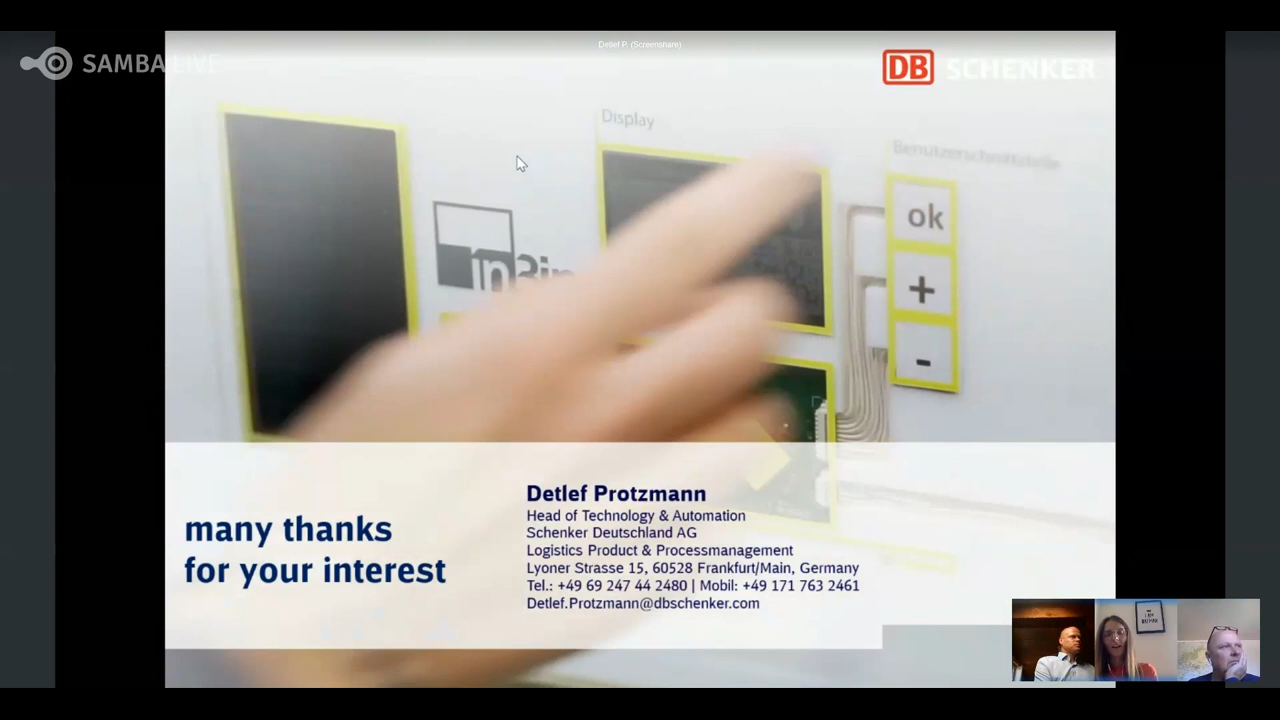 Detlef P. (Screenshare)
SAMBA LIVE
DB SCHENKER
Display
Benutzerschnittstelle
in3in
ok
+
-
many thanks
for your interest
Detlef Protzmann
Head of Technology & Automation
Schenker Deutschland AG
Logistics Product & Processmanagement
Lyoner Strasse 15, 60528 Frankfurt/Main, Germany
Tel.: +49 69 247 44 2480 | Mobil: +49 171 763 2461
Detlef.Protzmann@dbschenker.com